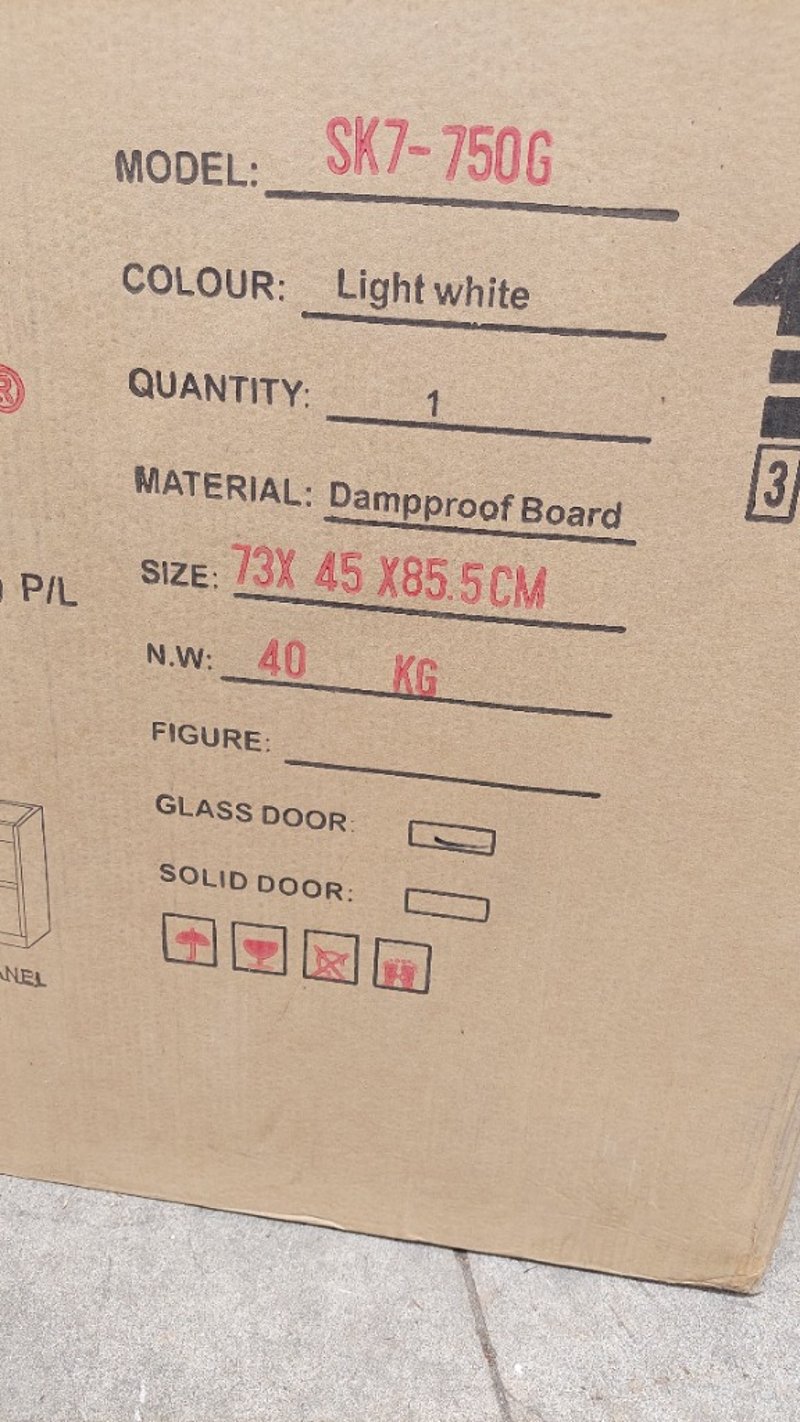 MODEL: SK7-750G
COLOUR: Light white
®
QUANTITY: 1
MATERIAL: Dampproof Board
3
SIZE: 73X 45 X85.5CM
P/L
N.W: 40 KG
FIGURE:
GLASS DOOR:
SOLID DOOR:
ANEL